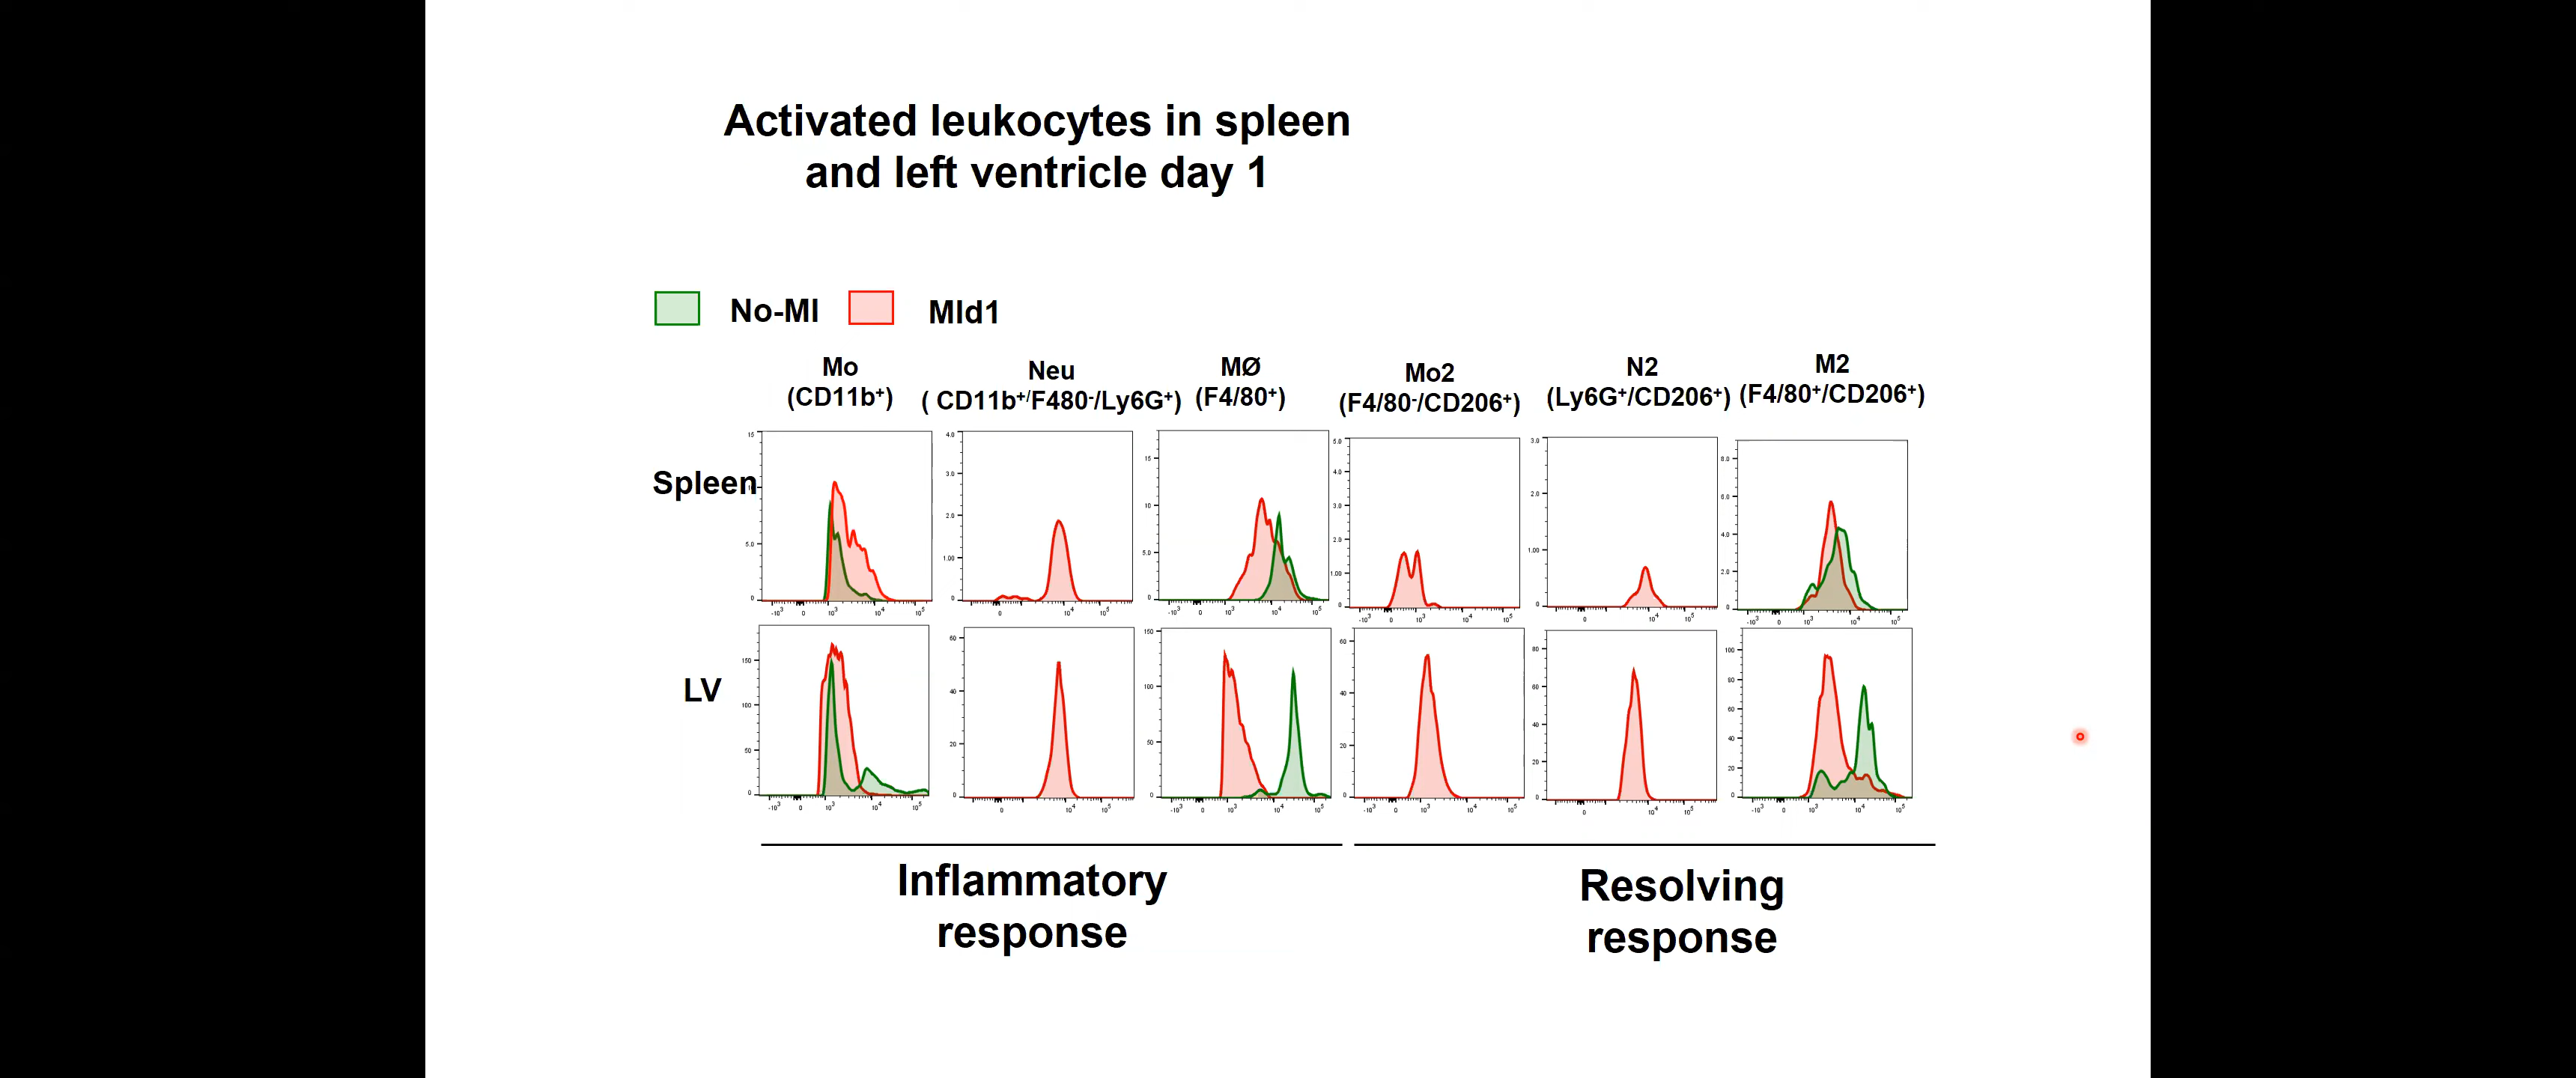 Activated leukocytes in spleen
and left ventricle day 1
No-MI MId1
Mo
(CD11b⁺)
Neu
( CD11b⁺/F480⁻/Ly6G⁺)
MØ
(F4/80⁺)
Mo2
(F4/80⁻/CD206⁺)
N2
(Ly6G⁺/CD206⁺)
M2
(F4/80⁺/CD206⁺)
Spleen
LV
Inflammatory
response
Resolving
response